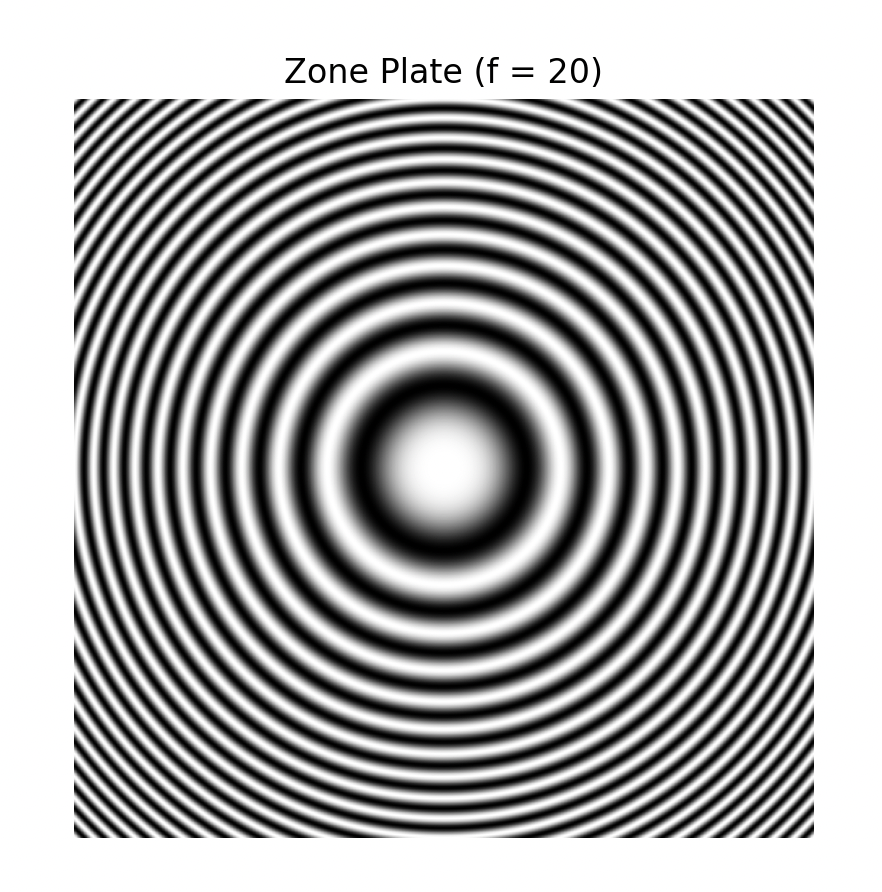 Zone Plate (f = 20)